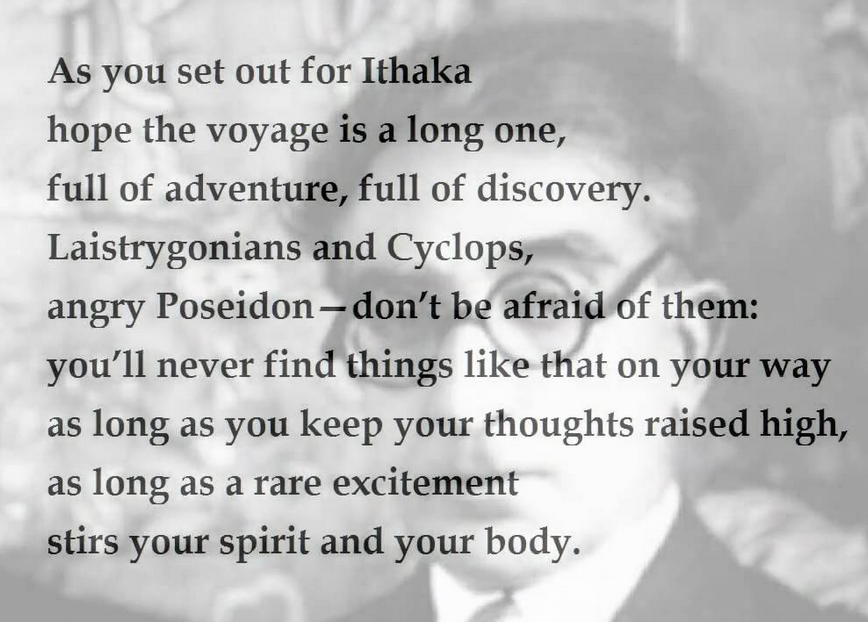 As you set out for Ithaka
hope the voyage is a long one,
full of adventure, full of discovery.
Laistrygonians and Cyclops,
angry Poseidon—don’t be afraid of them:
you’ll never find things like that on your way
as long as you keep your thoughts raised high,
as long as a rare excitement
stirs your spirit and your body.